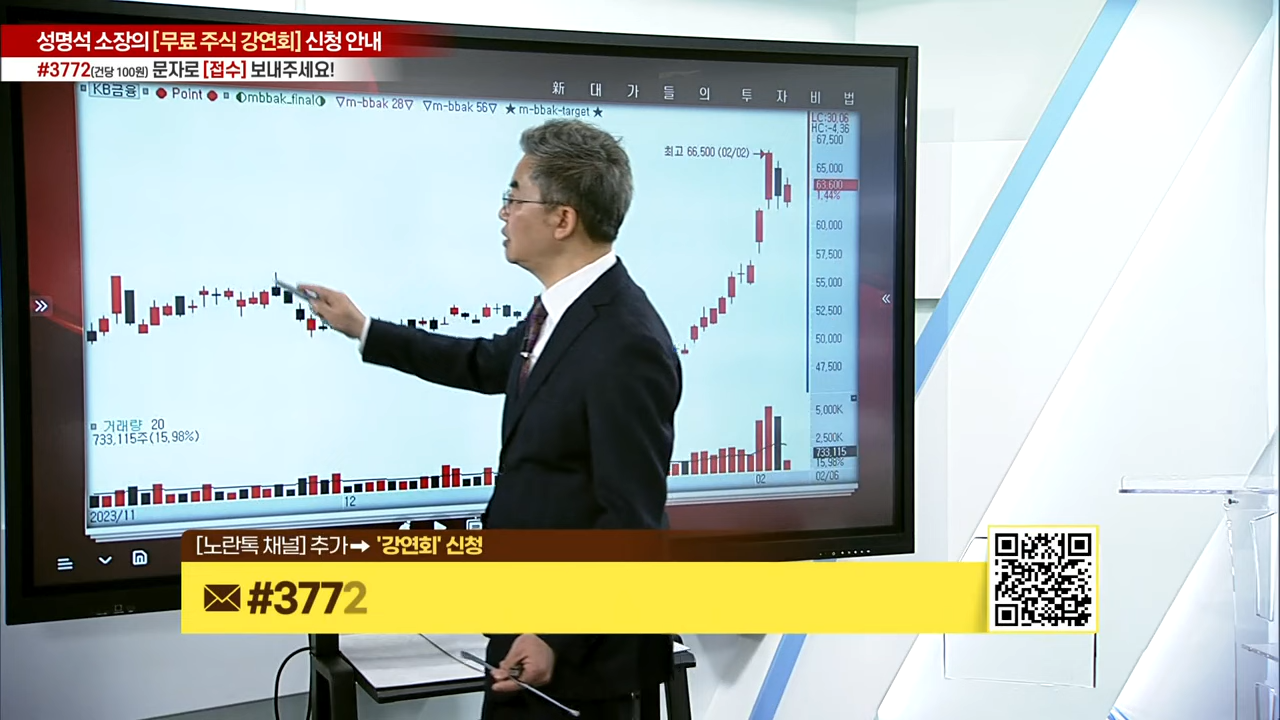 성명석 소장의 [무료 주식 강연회] 신청 안내
#3772(건당 100원) 문자로 [접수] 보내주세요!
新 대 가 들 의 투 자 비 법
KB금융 Point mbbak_final ▽m-bbak 28▽ ▽m-bbak 56▽ ★ m-bbak-target ★
LC:30,06
HC:-4,36
67,500
최고 66,500 (02/02)
65,000
63,600
1,44%
60,000
57,500
55,000
52,500
50,000
47,500
거래량 20
733,115주(15,98%)
5,000K
2,500K
733,115
15,98%
2023/11
12
02
02/06
[노란톡 채널] 추가➡ '강연회' 신청
#3772